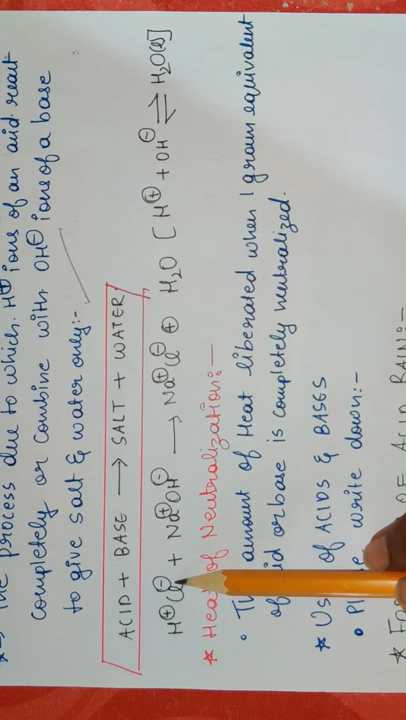 The process due to which H⊕ ions of an acid react
completely or combine with OH⊖ ions of a base
to give salt & water only:-
ACID + BASE → SALT + WATER
H⊕Cl⊖ + Na⊕OH⊖ → Na⊕Cl⊖ + H₂O [H⊕ + OH⊖ ⇌ H₂O(l)]
* Heat of Neutralization:-
• amount of Heat liberated when 1 gram equivalent
of or base is completely neutralized.
* of ACIDS & BASES
• write down:-
* OF ACID RAIN:-